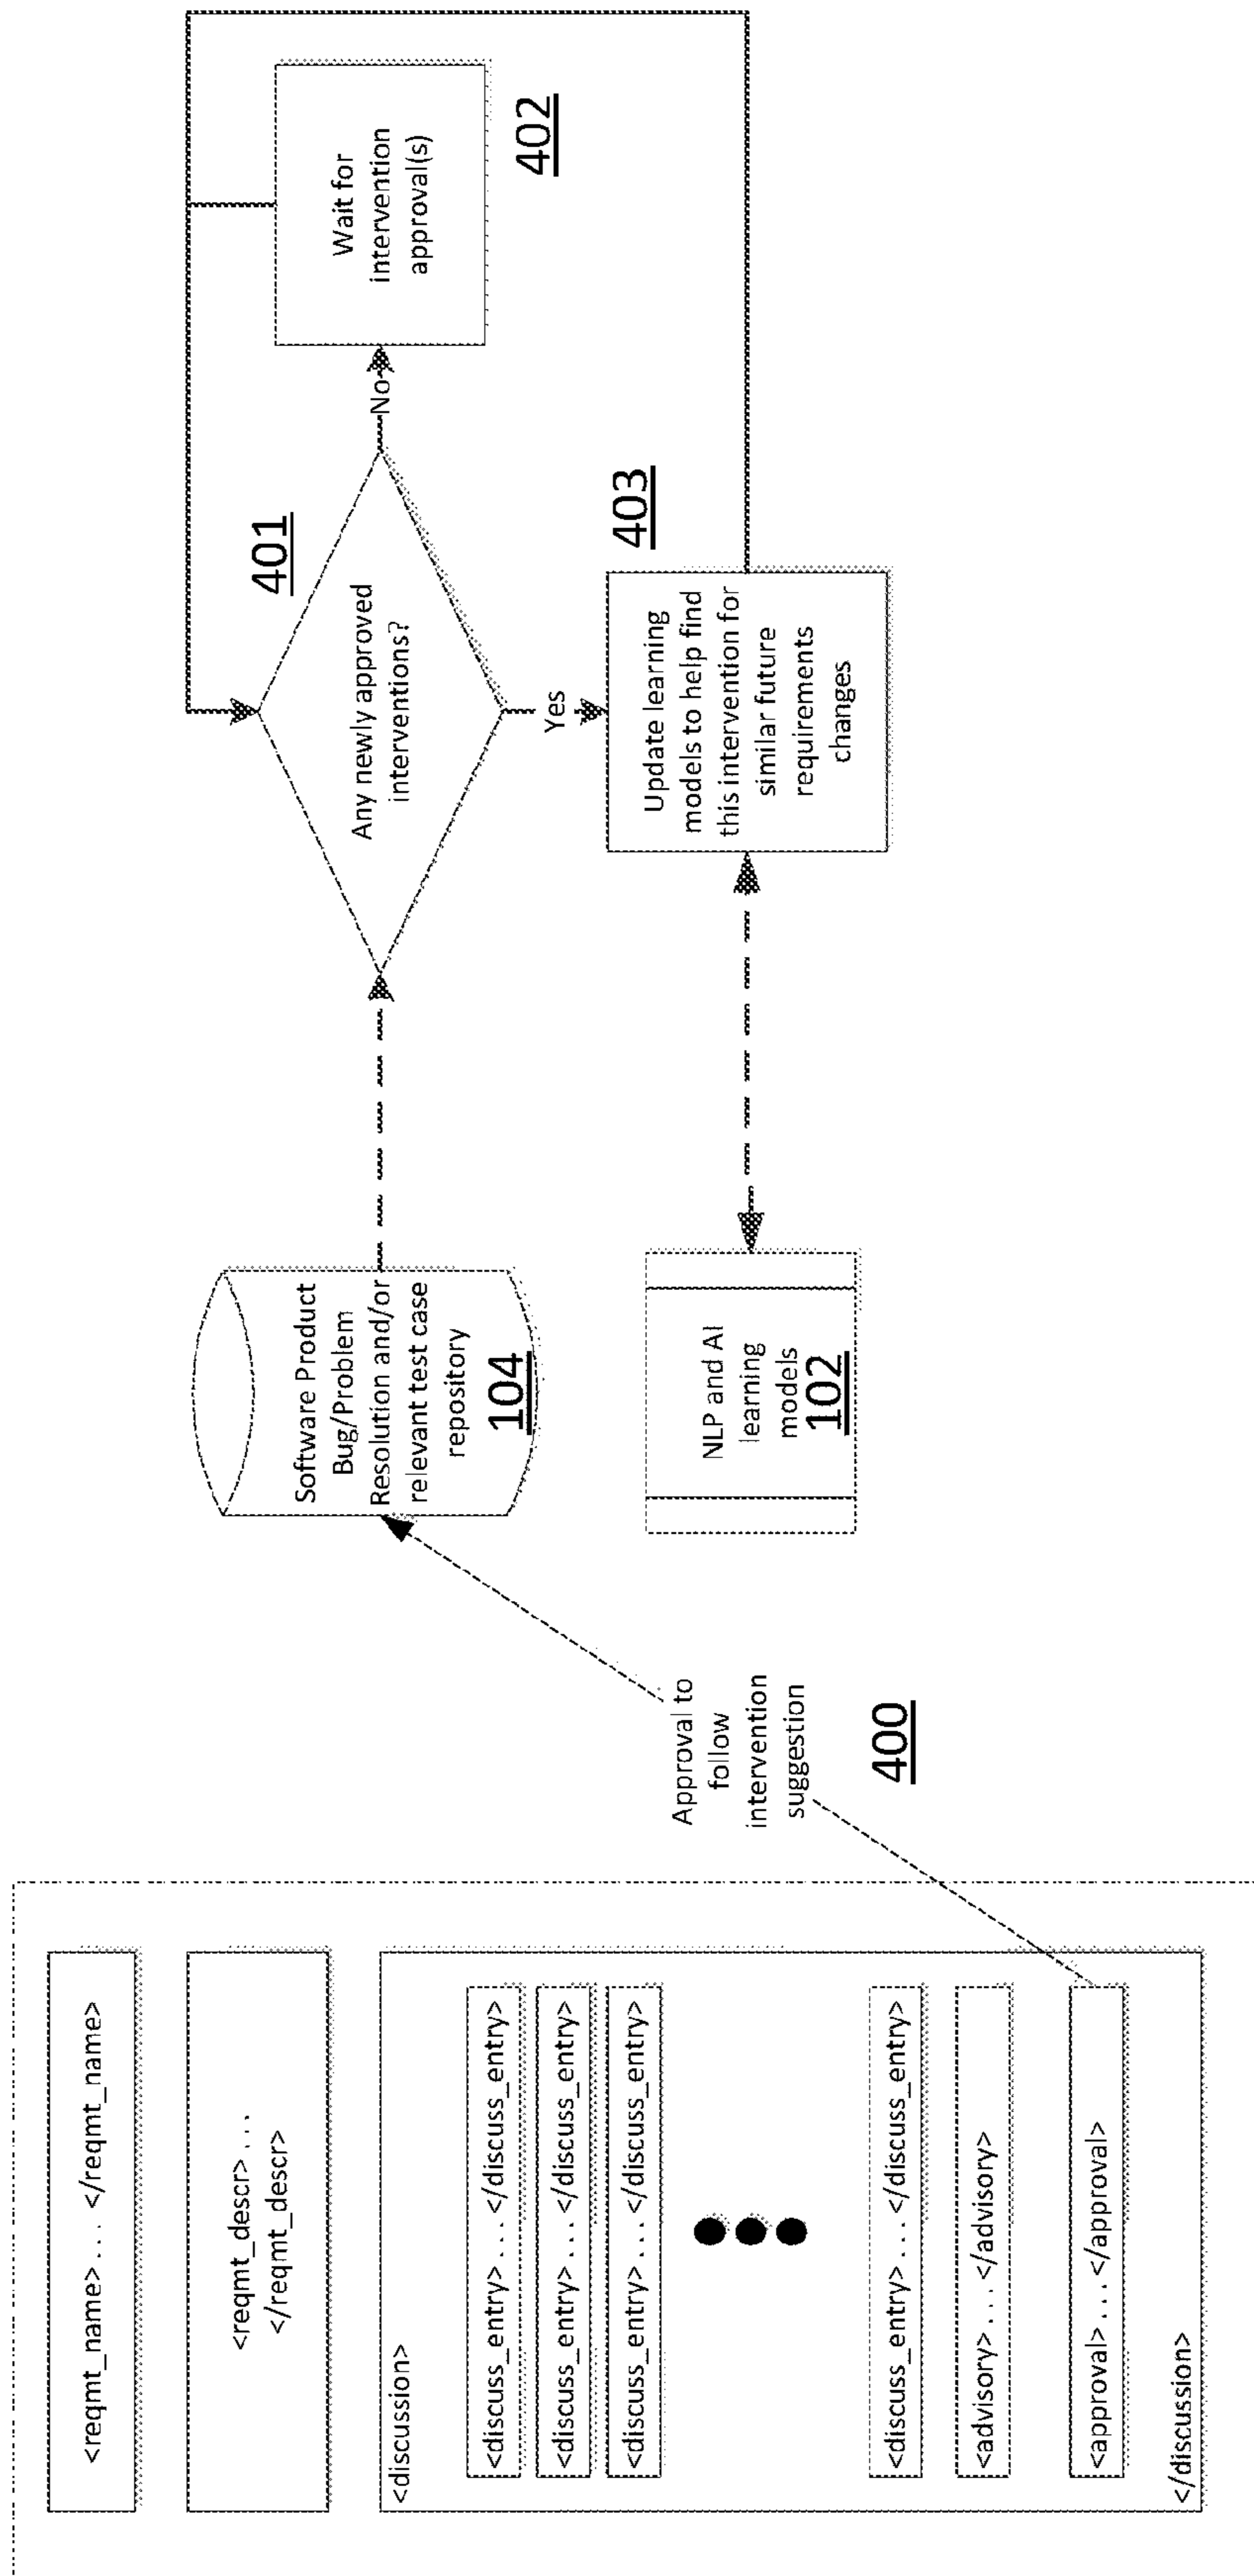 <reqmt_name> ... </reqmt_name>
<reqmt_descr> ...
</reqmt_descr>
<discussion>
<discuss_entry> ... </discuss_entry>
<discuss_entry> ... </discuss_entry>
<discuss_entry> ... </discuss_entry>
<discuss_entry> ... </discuss_entry>
<advisory> ... </advisory>
<approval> ... </approval>
</discussion>
Approval to
follow
intervention
suggestion
400
Software Product
Bug/Problem
Resolution and/or
relevant test case
repository
104
NLP and AI
learning
models
102
401
Any newly approved
interventions?
No
Yes
Wait for
intervention
approval(s)
402
403
Update learning
models to help find
this intervention for
similar future
requirements
changes